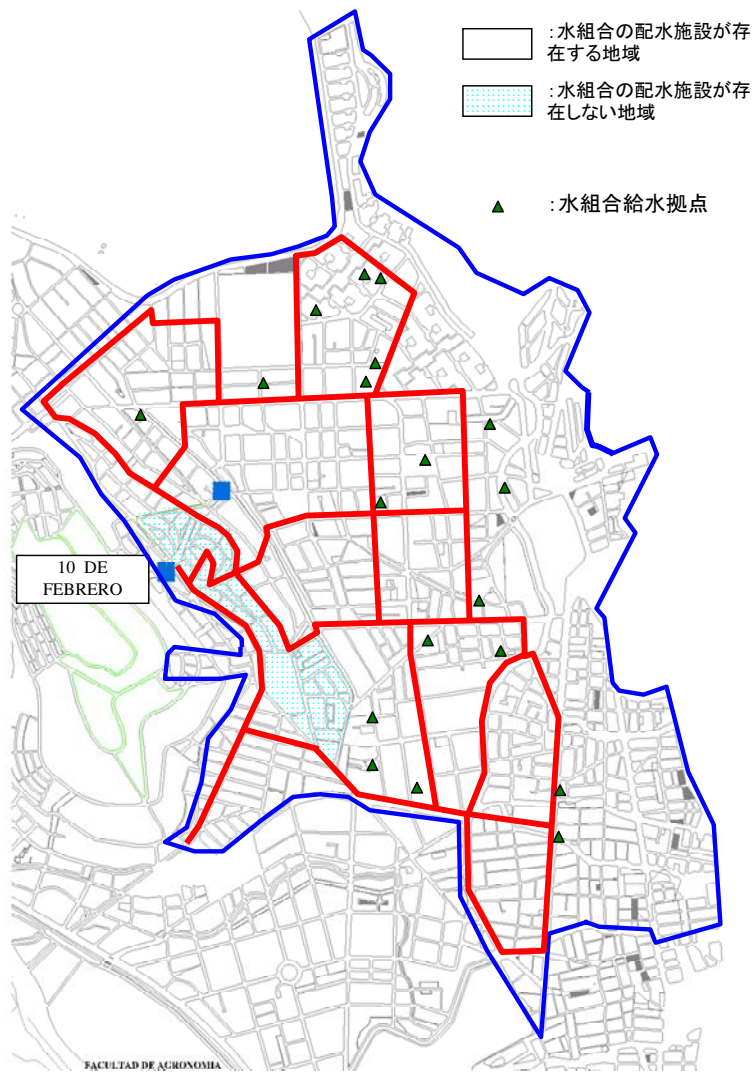 :水組合の配水施設が存
在する地域
:水組合の配水施設が存
在しない地域
:水組合給水拠点
10 DE
FEBRERO
FACULTAD DE AGRONOMIA